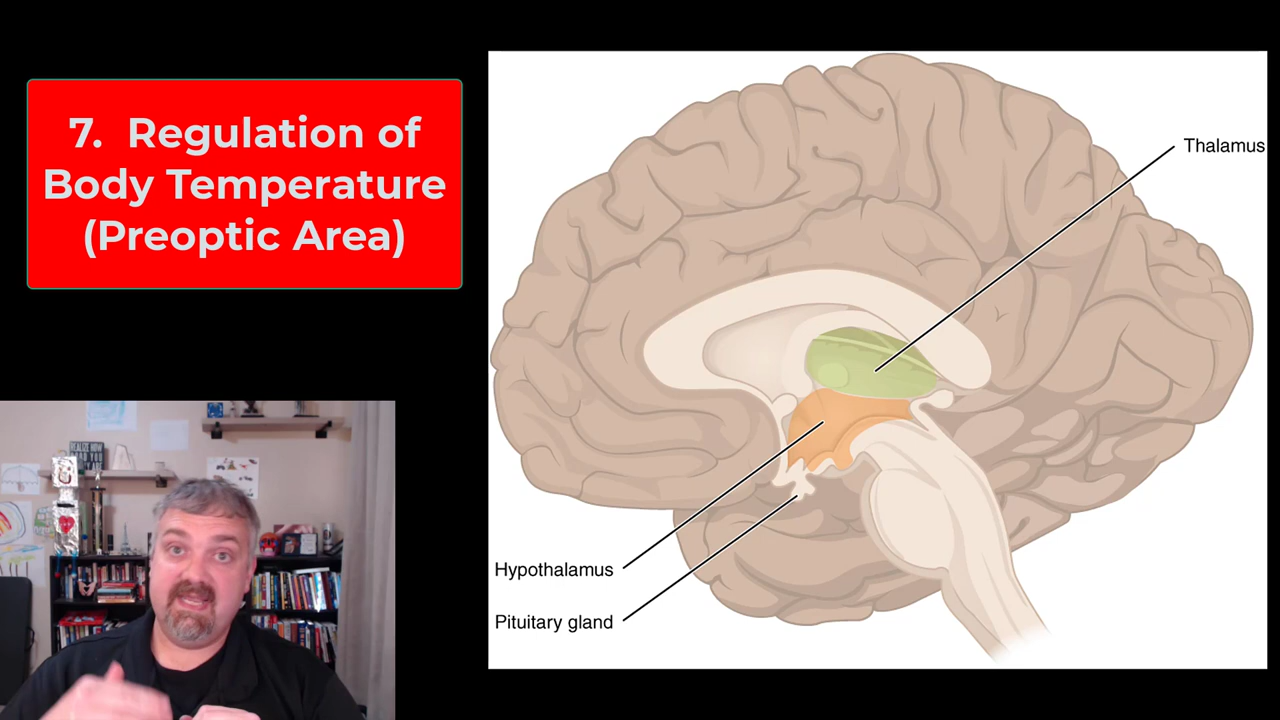 7. Regulation of
Body Temperature
(Preoptic Area)
Thalamus
Hypothalamus
Pituitary gland